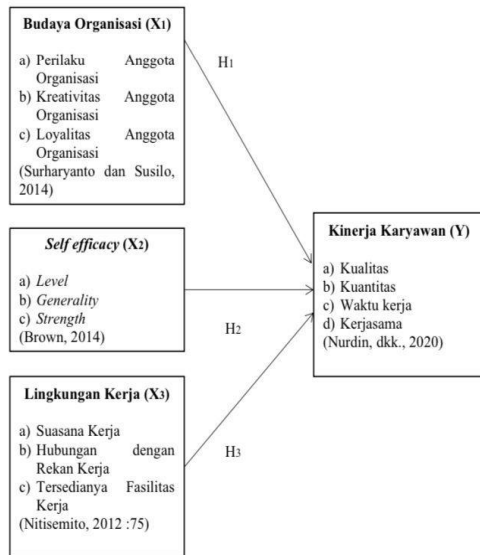 Budaya Organisasi (X1)
a) Perilaku Anggota
Organisasi
b) Kreativitas Anggota
Organisasi
c) Loyalitas Anggota
Organisasi
(Surharyanto dan Susilo,
2014)
H1
Self efficacy (X2)
a) Level
b) Generality
c) Strength
(Brown, 2014)
H2
Lingkungan Kerja (X3)
a) Suasana Kerja
b) Hubungan dengan
Rekan Kerja
c) Tersedianya Fasilitas
Kerja
(Nitisemito, 2012 :75)
H3
Kinerja Karyawan (Y)
a) Kualitas
b) Kuantitas
c) Waktu kerja
d) Kerjasama
(Nurdin, dkk., 2020)